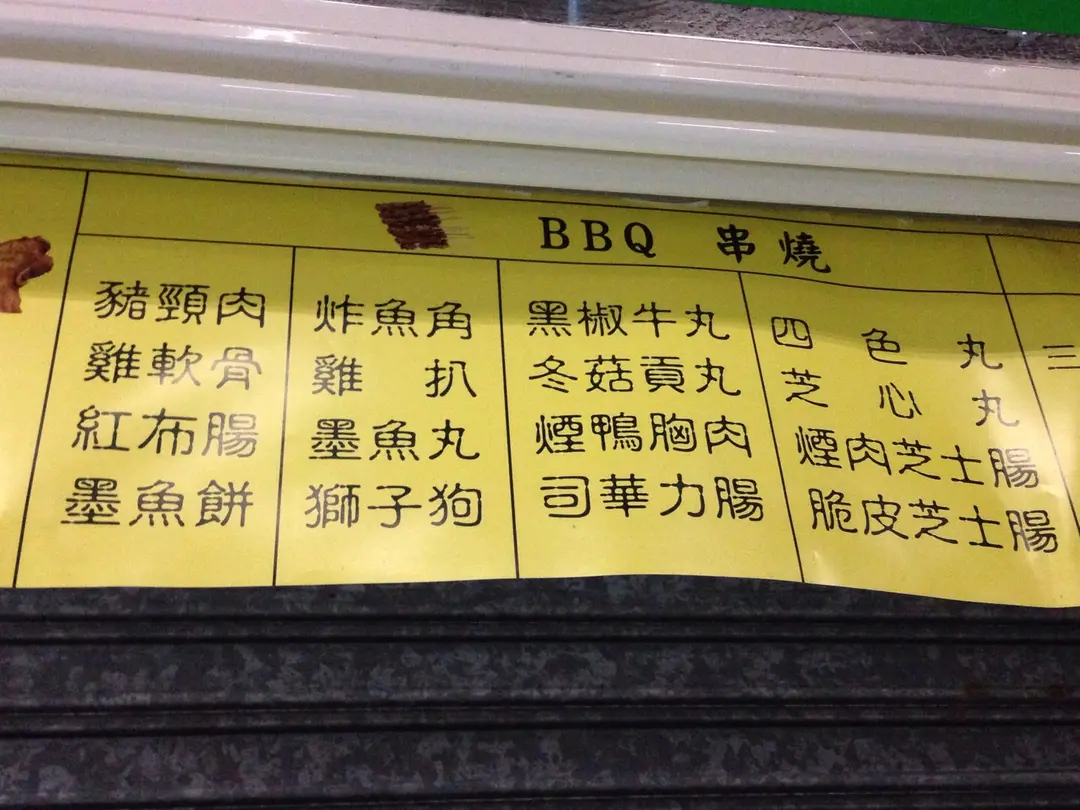 BBQ 串燒
豬頸肉
雞軟骨
紅布腸
墨魚餅
炸魚角
雞扒
墨魚丸
獅子狗
黑椒牛丸
冬菇貢丸
煙鴨胸肉
司華力腸
四色丸
芝心丸
煙肉芝士腸
脆皮芝士腸
三